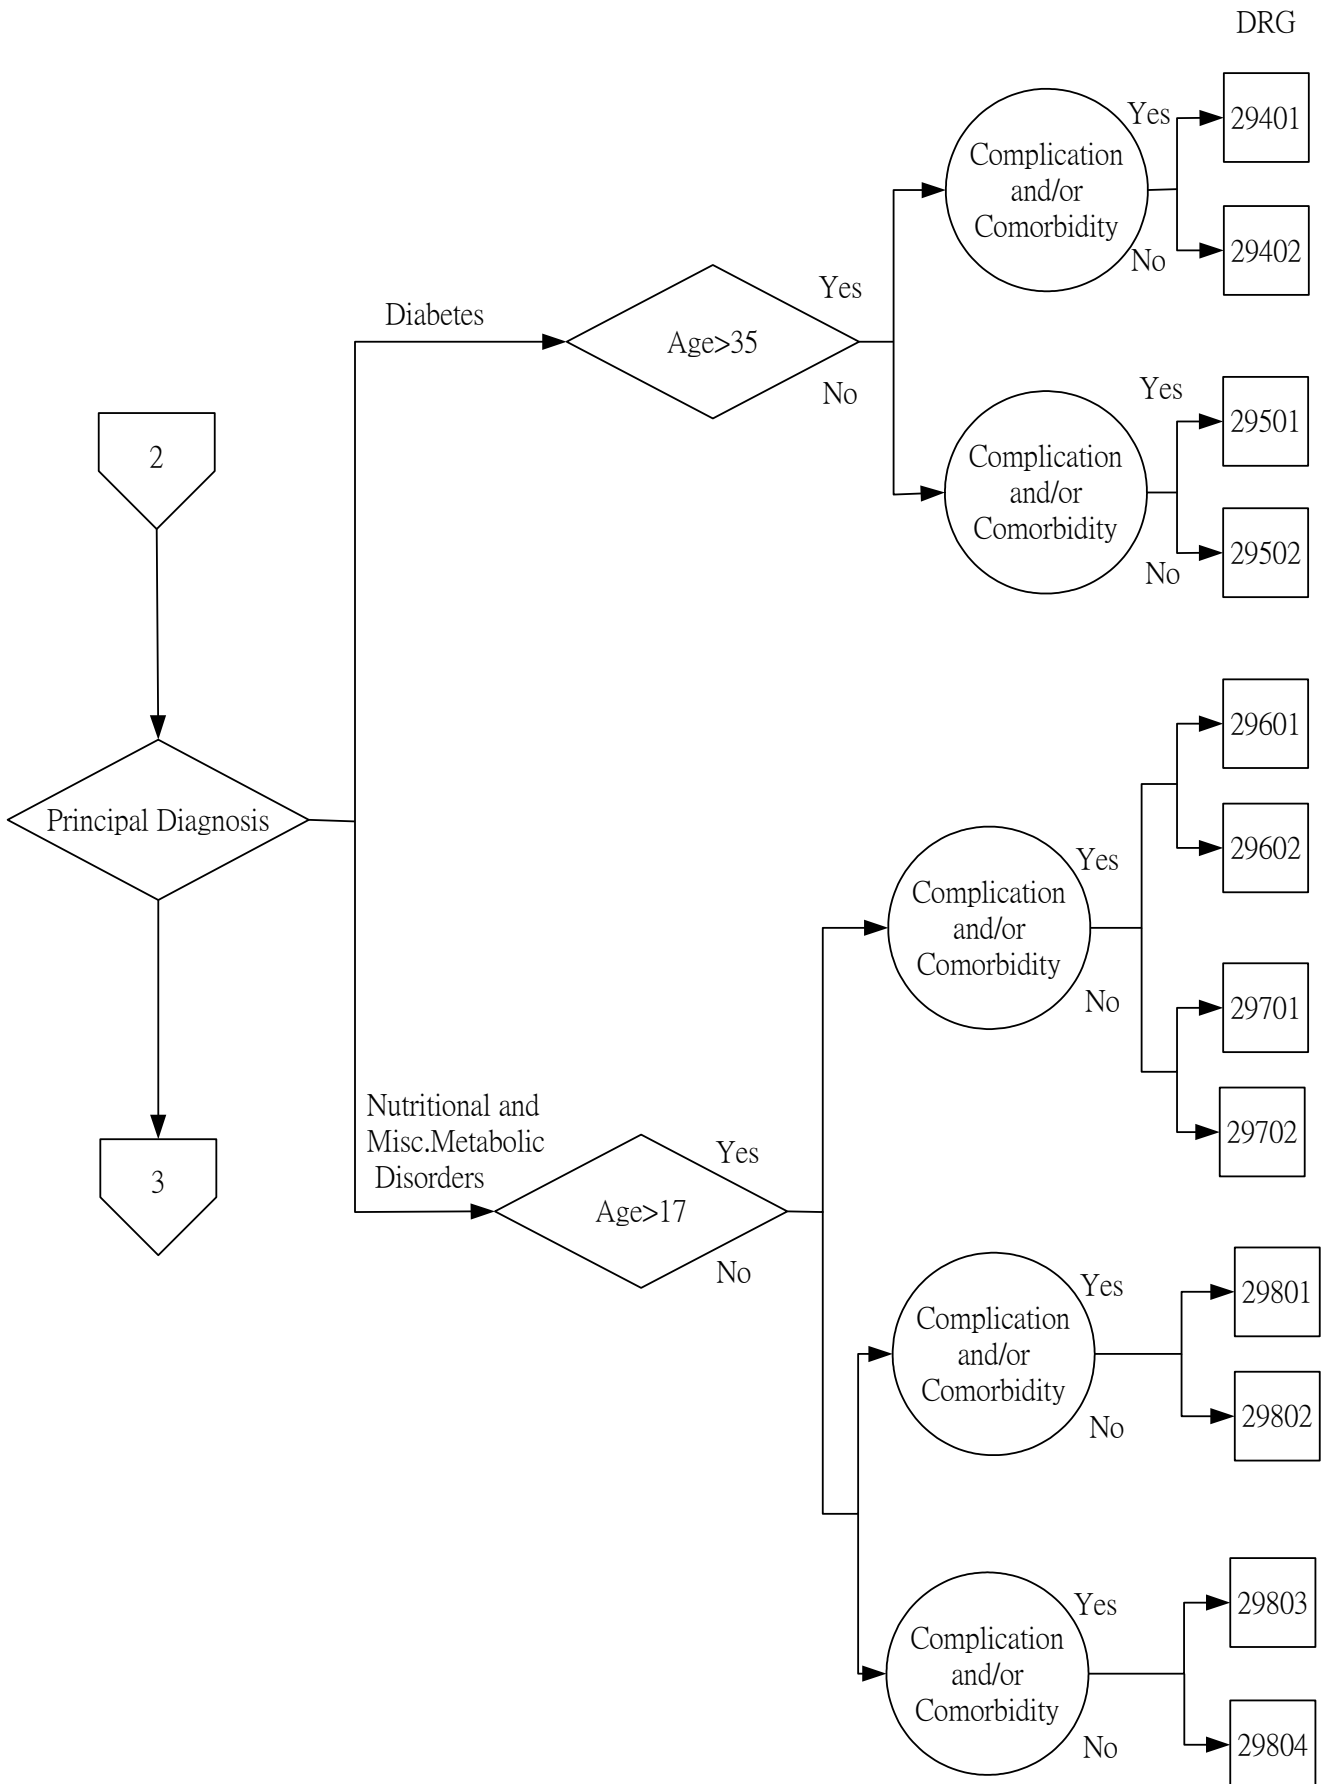 DRG
Yes
29401
Complication
and/or
Comorbidity
No
29402
Diabetes
Age>35
Yes
No
Yes
29501
Complication
and/or
Comorbidity
No
29502
2
Principal Diagnosis
3
29601
29602
Yes
Complication
and/or
Comorbidity
No
29701
29702
Nutritional and
Misc.Metabolic
Disorders
Age>17
Yes
No
Yes
29801
Complication
and/or
Comorbidity
No
29802
Yes
29803
Complication
and/or
Comorbidity
No
29804